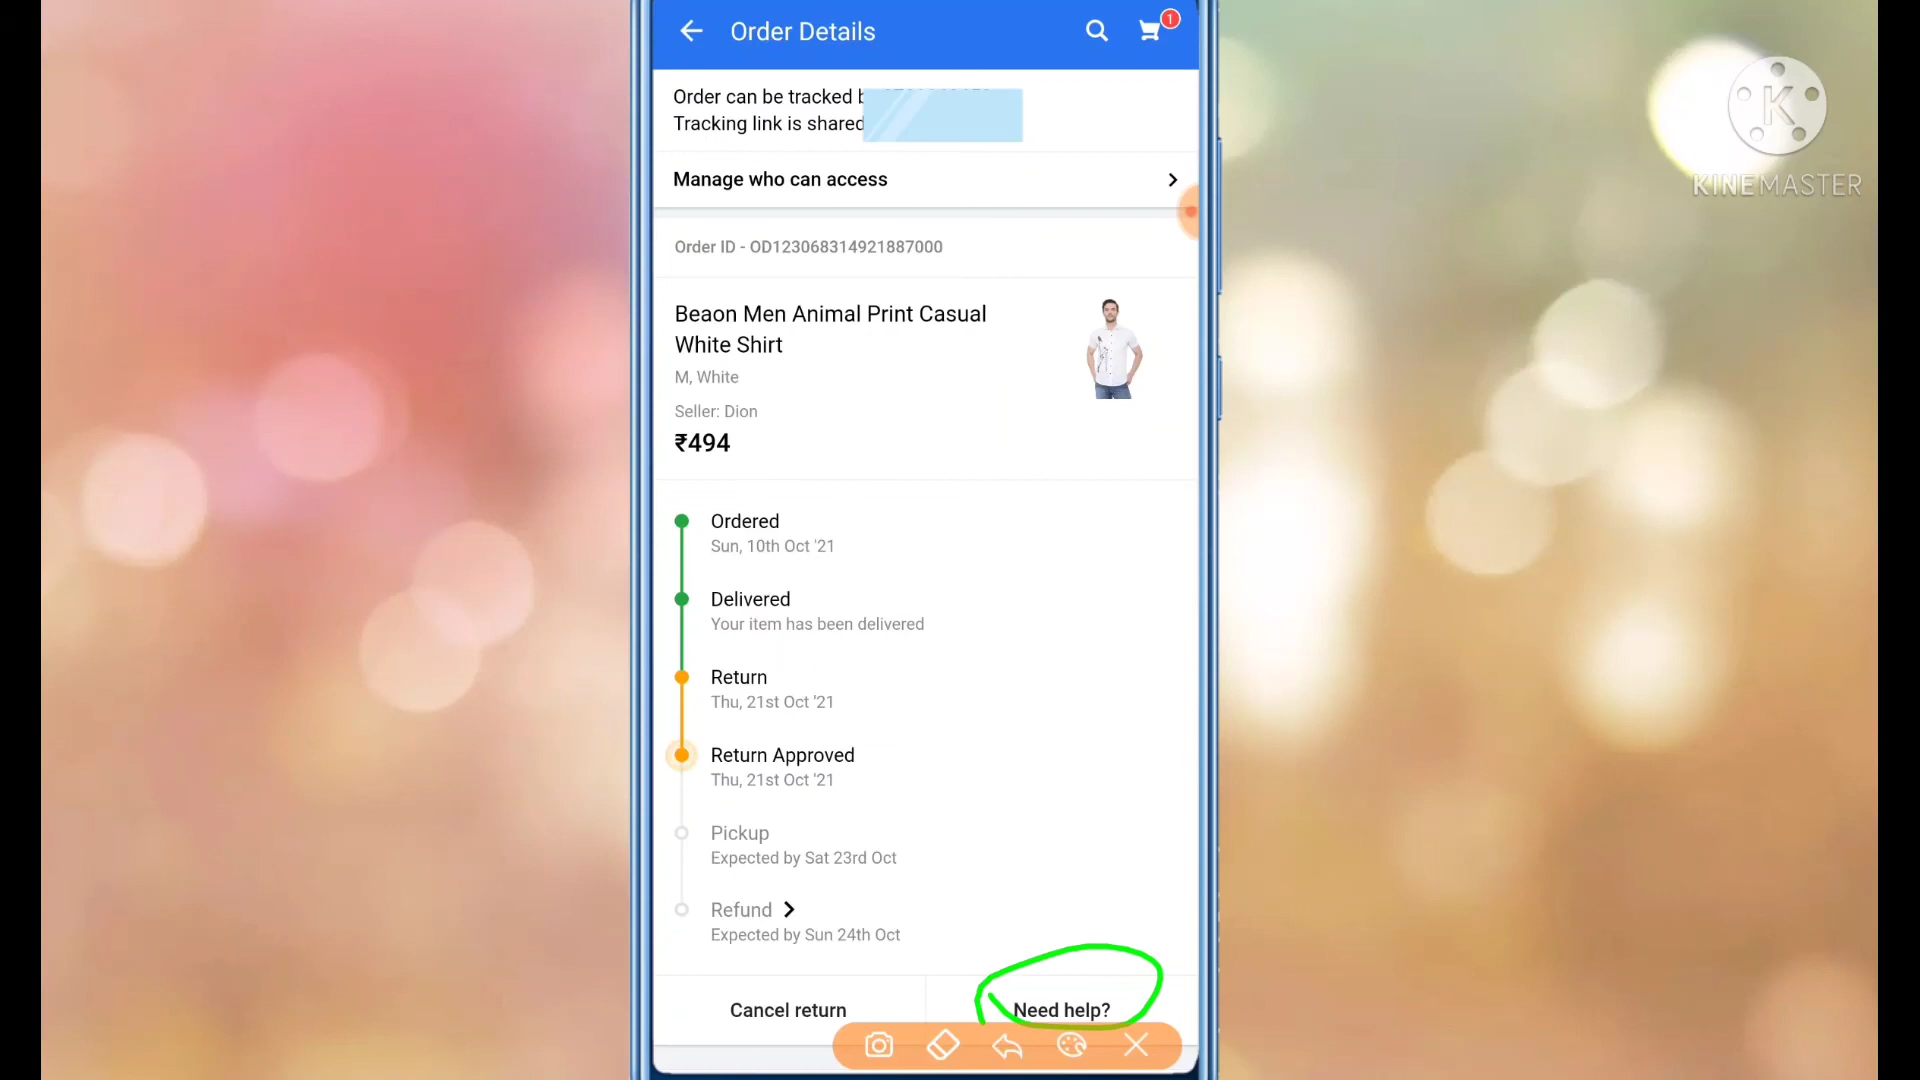 Order Details
1
Order can be tracked
Tracking link is shared
Manage who can access
Order ID - OD123068314921887000
Beaon Men Animal Print Casual
White Shirt
M, White
Seller: Dion
₹494
Ordered
Sun, 10th Oct '21
Delivered
Your item has been delivered
Return
Thu, 21st Oct '21
Return Approved
Thu, 21st Oct '21
Pickup
Expected by Sat 23rd Oct
Refund
Expected by Sun 24th Oct
Cancel return
Need help?
K
KINEMASTER